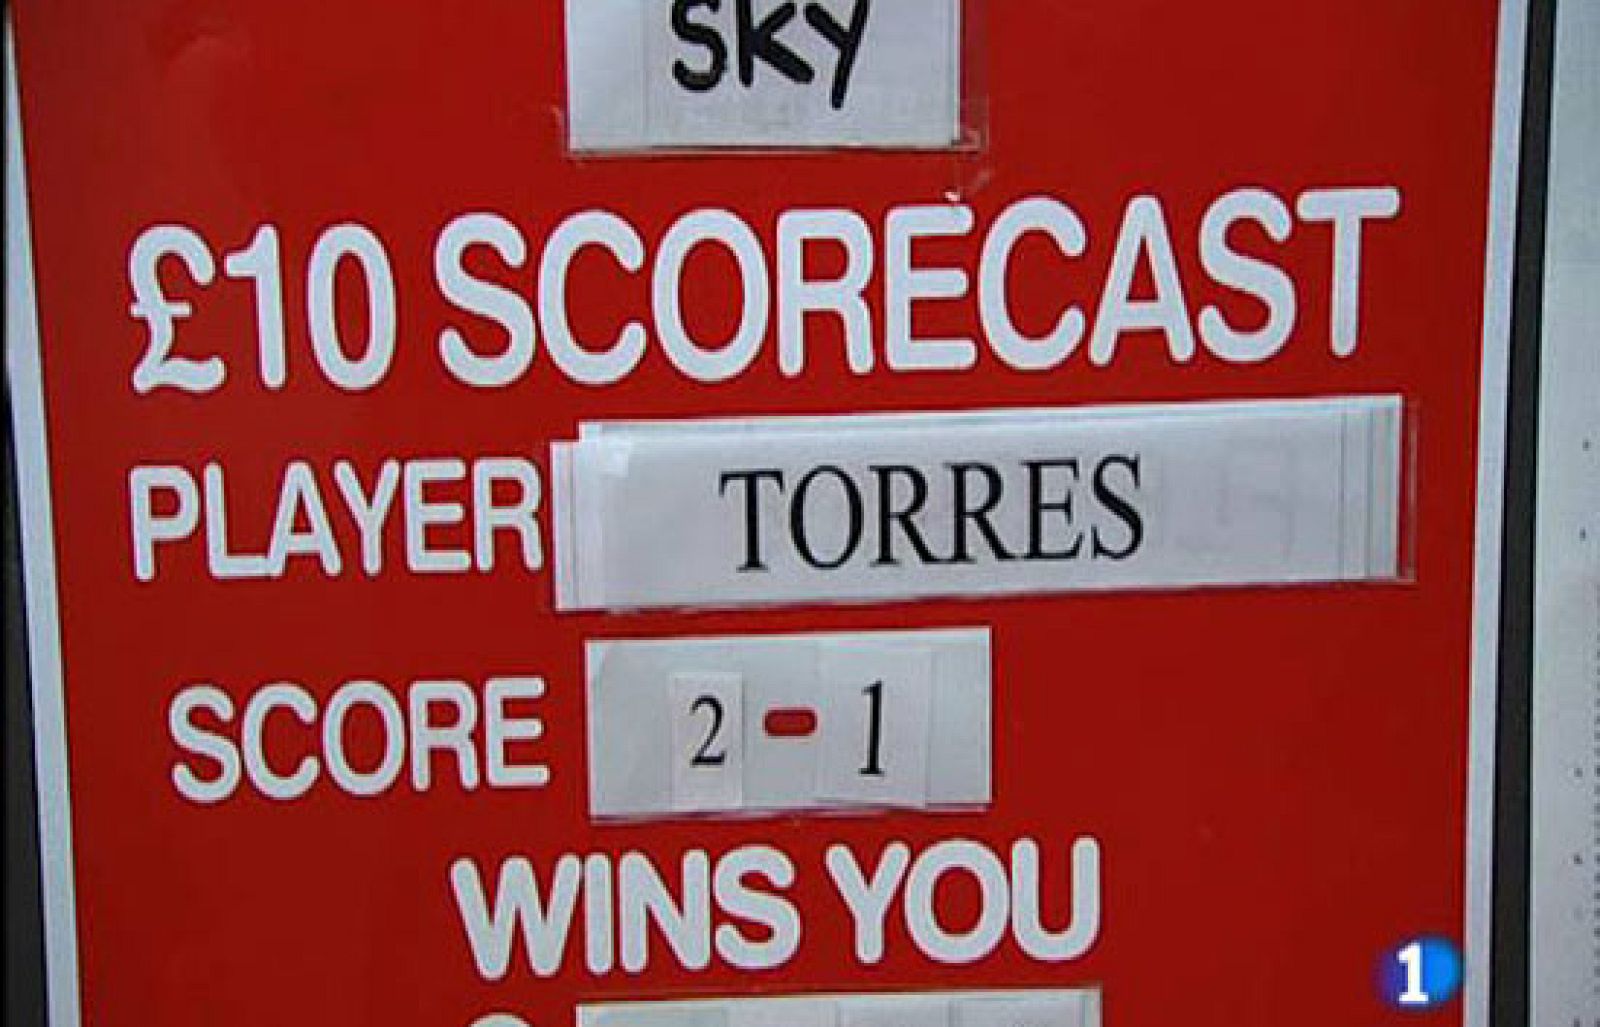 SKY
£10 SCORECAST
PLAYER TORRES
SCORE 2 - 1
WINS YOU
1